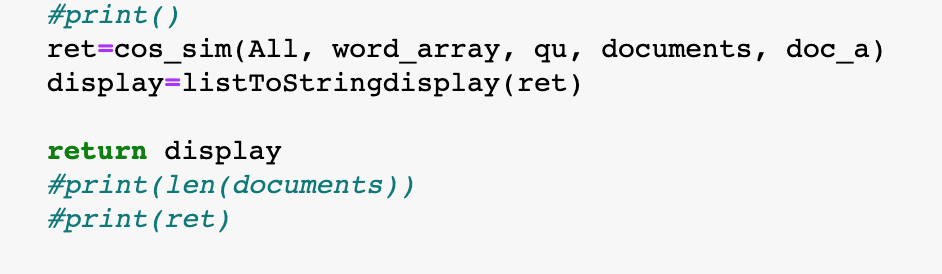 #print()
ret=cos_sim(All, word_array, qu, documents, doc_a)
display=listToStringdisplay(ret)
return display
#print(len(documents))
#print(ret)